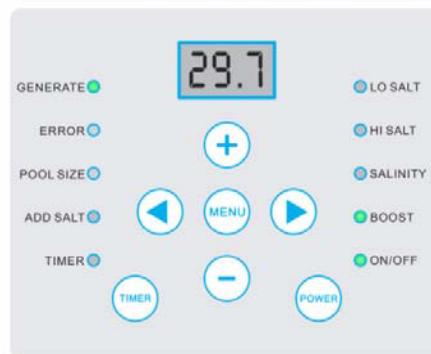 29.7
GENERATE
ERROR
POOL SIZE
ADD SALT
TIMER
LO SALT
HI SALT
SALINITY
BOOST
ON/OFF
+
MENU
−
TIMER
POWER